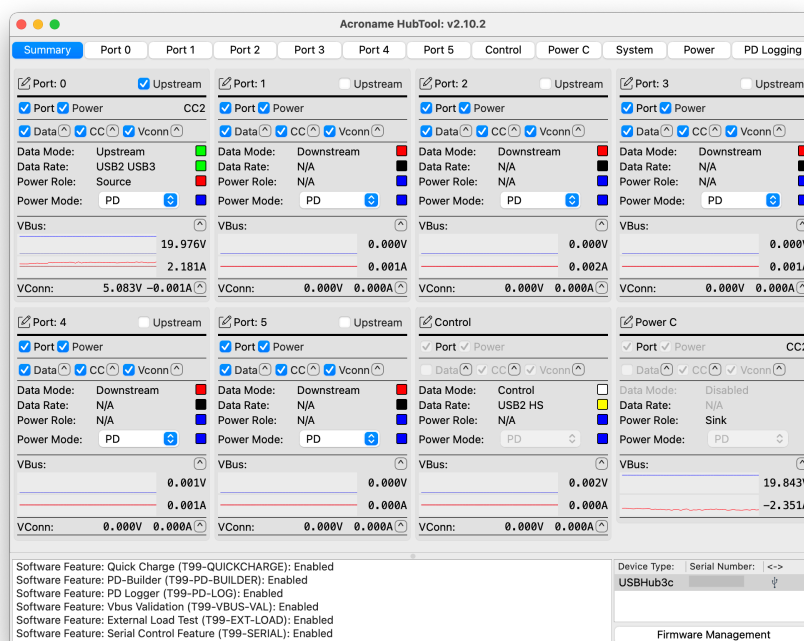 Acroname HubTool: v2.10.2
Summary Port 0 Port 1 Port 2 Port 3 Port 4 Port 5 Control Power C System Power PD Logging
Port: 0 Upstream Port: 1 Upstream Port: 2 Upstream Port: 3 Upstream
Port Power CC2 Port Power Port Power Port Power
Data CC Vconn Data CC Vconn Data CC Vconn Data CC Vconn
Data Mode: Upstream Data Mode: Downstream Data Mode: Downstream Data Mode: Downstream
Data Rate: USB2 USB3 Data Rate: N/A Data Rate: N/A Data Rate: N/A
Power Role: Source Power Role: N/A Power Role: N/A Power Role: N/A
Power Mode: PD Power Mode: PD Power Mode: PD Power Mode: PD
VBus: VBus: VBus: VBus:
19.976V 0.000V 0.000V 0.000V
2.181A 0.001A 0.002A 0.001A
VConn: 5.083V -0.001A VConn: 0.000V 0.000A VConn: 0.000V 0.000A VConn: 0.000V 0.000A
Port: 4 Upstream Port: 5 Upstream Control Power C
Port Power Port Power Port Power Port Power CC2
Data CC Vconn Data CC Vconn Data CC Vconn Data CC Vconn
Data Mode: Downstream Data Mode: Downstream Data Mode: Control Data Mode: Disabled
Data Rate: N/A Data Rate: N/A Data Rate: USB2 HS Data Rate: N/A
Power Role: N/A Power Role: N/A Power Role: N/A Power Role: Sink
Power Mode: PD Power Mode: PD Power Mode: PD Power Mode: PD
VBus: VBus: VBus: VBus:
0.001V 0.000V 0.002V 19.843V
0.001A 0.000A 0.000A -2.351A
VConn: 0.000V 0.000A VConn: 0.000V 0.000A VConn: 0.000V 0.000A
Software Feature: Quick Charge (T99-QUICKCHARGE): Enabled
Software Feature: PD-Builder (T99-PD-BUILDER): Enabled
Software Feature: PD Logger (T99-PD-LOG): Enabled
Software Feature: Vbus Validation (T99-VBUS-VAL): Enabled
Software Feature: External Load Test (T99-EXT-LOAD): Enabled
Software Feature: Serial Control Feature (T99-SERIAL): Enabled
Device Type: Serial Number: <->
USBHub3c
Firmware Management